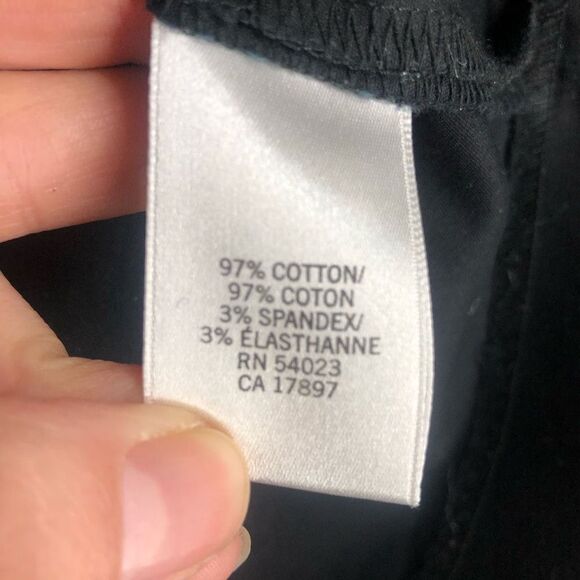 97% COTTON/
97% COTON
3% SPANDEX/
3% ÉLASTHANNE
RN 54023
CA 17897